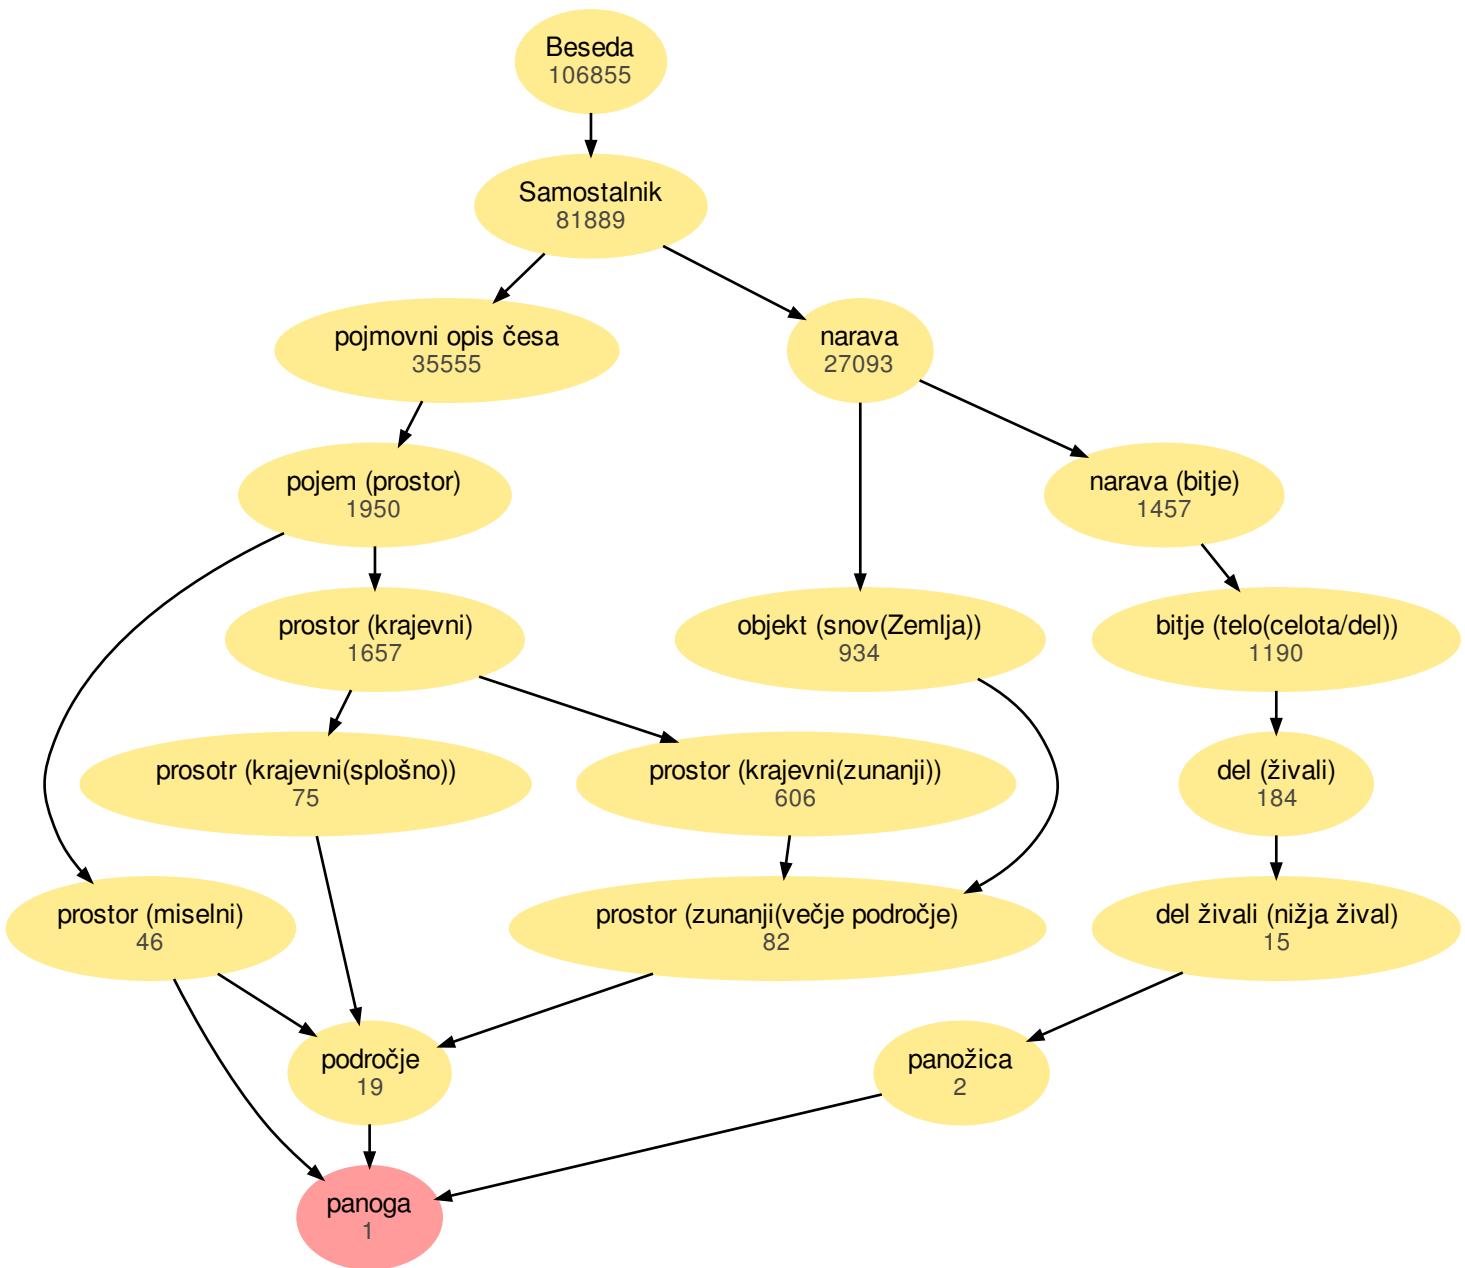 Beseda
106855
Samostalnik
81889
pojmovni opis česa
35555
narava
27093
pojem (prostor)
1950
narava (bitje)
1457
prostor (krajevni)
1657
objekt (snov(Zemlja))
934
bitje (telo(celota/del))
1190
prosotr (krajevni(splošno))
75
prostor (krajevni(zunanji))
606
del (živali)
184
prostor (miselni)
46
prostor (zunanji(večje področje)
82
del živali (nižja žival)
15
področje
19
panožica
2
panoga
1